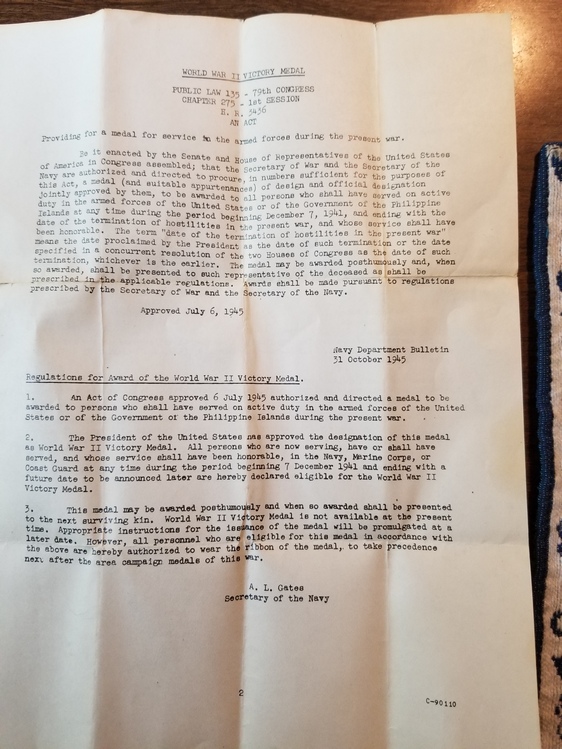 WORLD WAR II VICTORY MEDAL
PUBLIC LAW 135 - 79th CONGRESS
CHAPTER 275 - 1st SESSION
H. R. 3436
AN ACT
Providing for a medal for service in the armed forces during the present war.
Be it enacted by the Senate and House of Representatives of the United States
of America in Congress assembled; that the Secretary of War and the Secretary of the
Navy are authorized and directed to procure, in numbers sufficient for the purposes of
this Act, a medal (and suitable appurtenances) of design and official designation
jointly approved by them, to be awarded to all persons who shall have served on active
duty in the armed forces of the United States or of the Government of the Philippine
Islands at any time during the period beginning December 7, 1941, and ending with the
date of the termination of hostilities in the present war, and whose service shall have
been honorable. The term "date of the termination of hostilities in the present war"
means the date proclaimed by the President as the date of such termination or the date
specified in a concurrent resolution of the two Houses of Congress as the date of such
termination, whichever is the earlier. The medal may be awarded posthumously and, when
so awarded, shall be presented to such representative of the deceased as shall be
prescribed in the applicable regulations. Awards shall be made pursuant to regulations
prescribed by the Secretary of War and the Secretary of the Navy.
Approved July 6, 1945
Navy Department Bulletin
31 October 1945
Regulations for Award of the World War II Victory Medal.
1. An Act of Congress approved 6 July 1945 authorized and directed a medal to be
awarded to persons who shall have served on active duty in the armed forces of the United
States or of the Government of the Philippine Islands during the present war.
2. The President of the United States has approved the designation of this medal
as World War II Victory Medal. All persons who are now serving, have or shall have
served, and whose service shall have been honorable, in the Navy, Marine Corps, or
Coast Guard at any time during the period beginning 7 December 1941 and ending with a
future date to be announced later are hereby declared eligible for the World War II
Victory Medal.
3. This medal may be awarded posthumously and when so awarded shall be presented
to the next surviving kin. World War II Victory Medal is not available at the present
time. Appropriate instructions for the issuance of the medal will be promulgated at a
later date. However, all personnel who are eligible for this medal in accordance with
the above are hereby authorized to wear the ribbon of the medal, to take precedence
next after the area campaign medals of this war.
A. L. Gates
Secretary of the Navy
2
C-90110